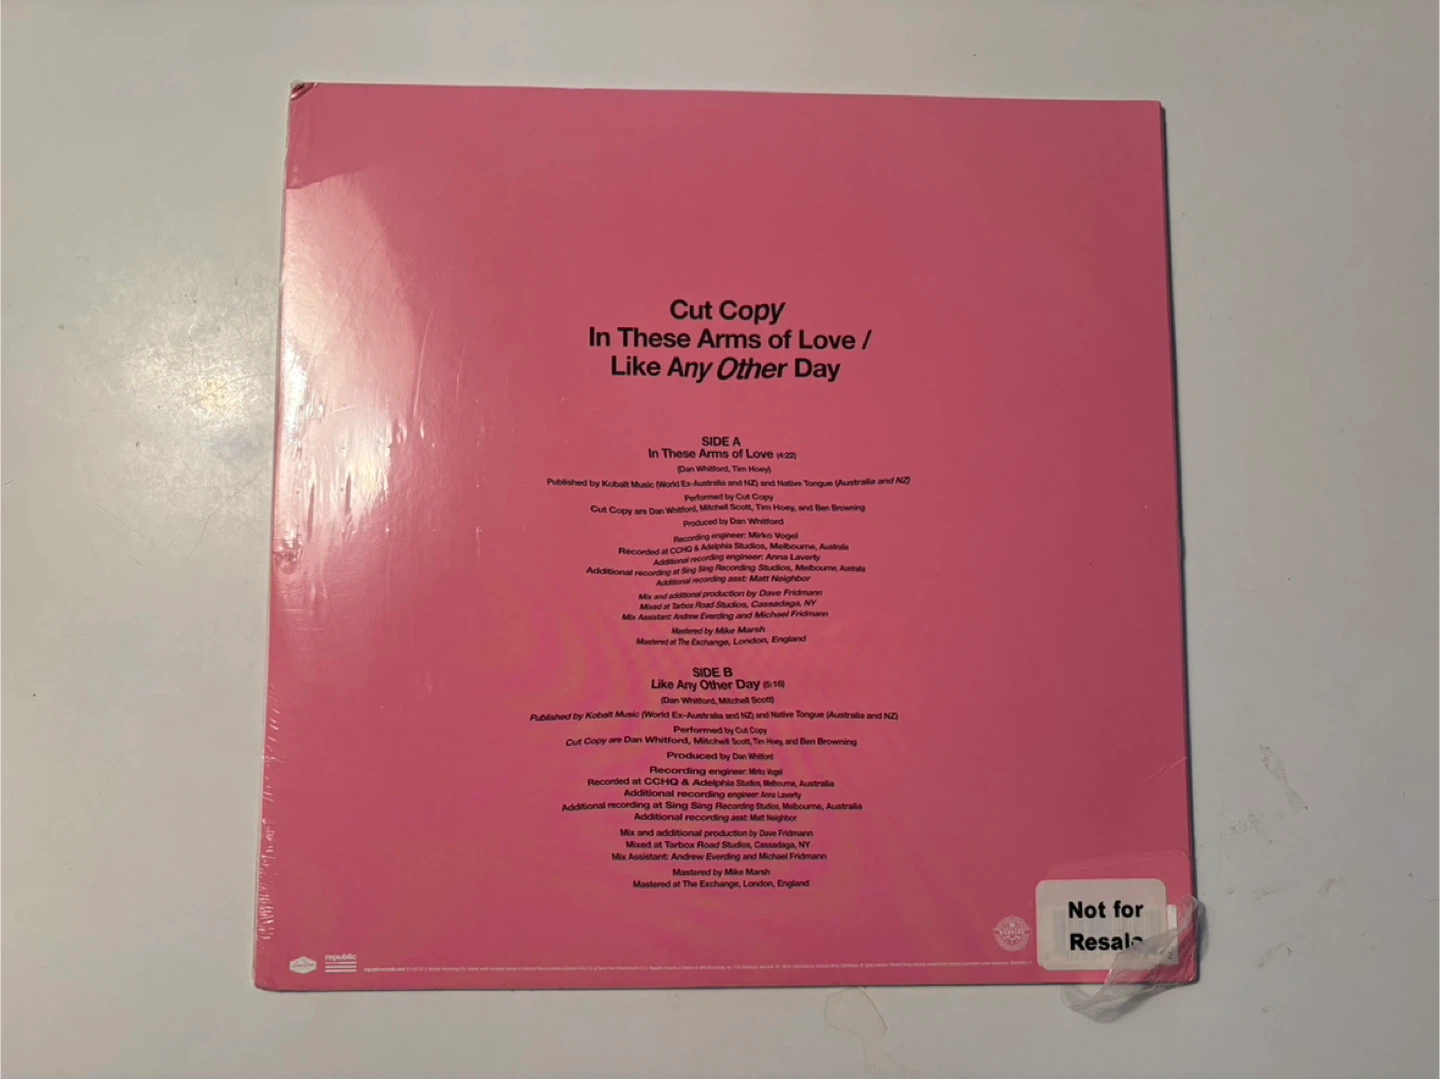 Cut Copy
In These Arms of Love /
Like Any Other Day
SIDE A
In These Arms of Love (4:22)
(Dan Whitford, Tim Hoey)
Published by Kobalt Music (World Ex-Australia and NZ) and Native Tongue (Australia and NZ)
Performed by Cut Copy
Cut Copy are Dan Whitford, Mitchell Scott, Tim Hoey, and Ben Browning
Produced by Dan Whitford
Recording engineer: Mirko Vogel
Recorded at CCHQ & Adelphia Studios, Melbourne, Australia
Additional recording engineer: Anna Laverty
Additional recording at Sing Sing Recording Studios, Melbourne, Australia
Additional recording asst: Matt Neighbor
Mix and additional production by Dave Fridmann
Mixed at Tarbox Road Studios, Cassadaga, NY
Mix Assistant: Andrew Everding and Michael Fridmann
Mastered by Mike Marsh
Mastered at The Exchange, London, England
SIDE B
Like Any Other Day (5:16)
(Dan Whitford, Mitchell Scott)
Published by Kobalt Music (World Ex-Australia and NZ) and Native Tongue (Australia and NZ)
Performed by Cut Copy
Cut Copy are Dan Whitford, Mitchell Scott, Tim Hoey, and Ben Browning
Produced by Dan Whitford
Recording engineer: Mirko Vogel
Recorded at CCHQ & Adelphia Studios, Melbourne, Australia
Additional recording engineer: Anna Laverty
Additional recording at Sing Sing Recording Studios, Melbourne, Australia
Additional recording asst: Matt Neighbor
Mix and additional production by Dave Fridmann
Mixed at Tarbox Road Studios, Cassadaga, NY
Mix Assistant: Andrew Everding and Michael Fridmann
Mastered by Mike Marsh
Mastered at The Exchange, London, England
Not for
Resale
republic